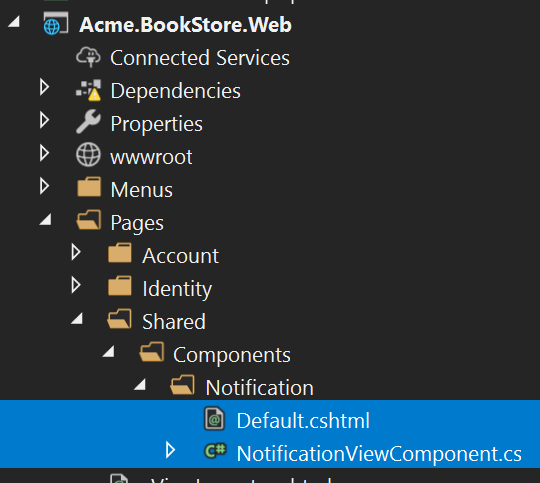 Acme.BookStore.Web
Connected Services
Dependencies
Properties
wwwroot
Menus
Pages
Account
Identity
Shared
Components
Notification
Default.cshtml
NotificationViewComponent.cs